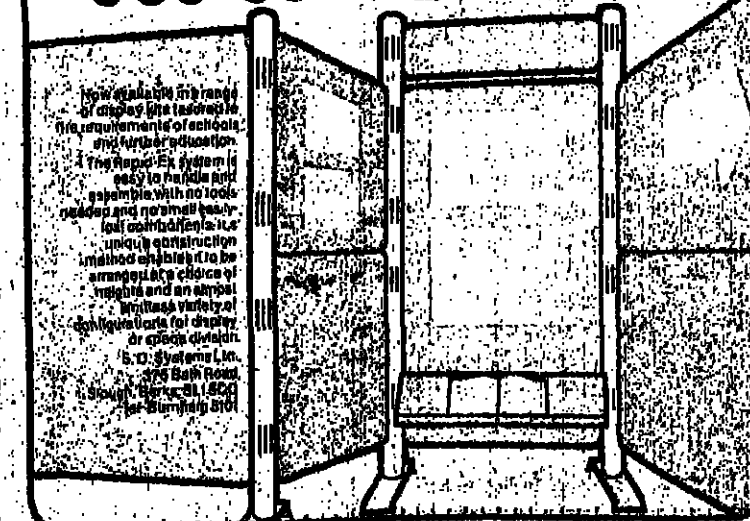 Now available in a range
of display kits tailored to
the requirements of schools
and further education.
The Rapid-Ex system is
easy to handle and
assemble with no tools
needed and no small easily-
lost components. Its
unique construction
method enables it to be
arranged at a choice of
heights and an almost
limitless variety of
configurations for display
or space division.
S.D. Systems Ltd.
Bath Road
Slough, Berks.
Burnham